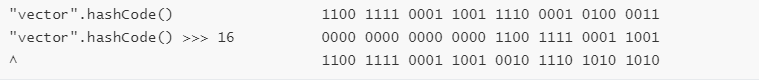 "vector".hashCode() 1100 1111 0001 1001 1110 0001 0100 0011
"vector".hashCode() >>> 16 0000 0000 0000 0000 1100 1111 0001 1001
^ 1100 1111 0001 1001 0010 1110 1010 1010